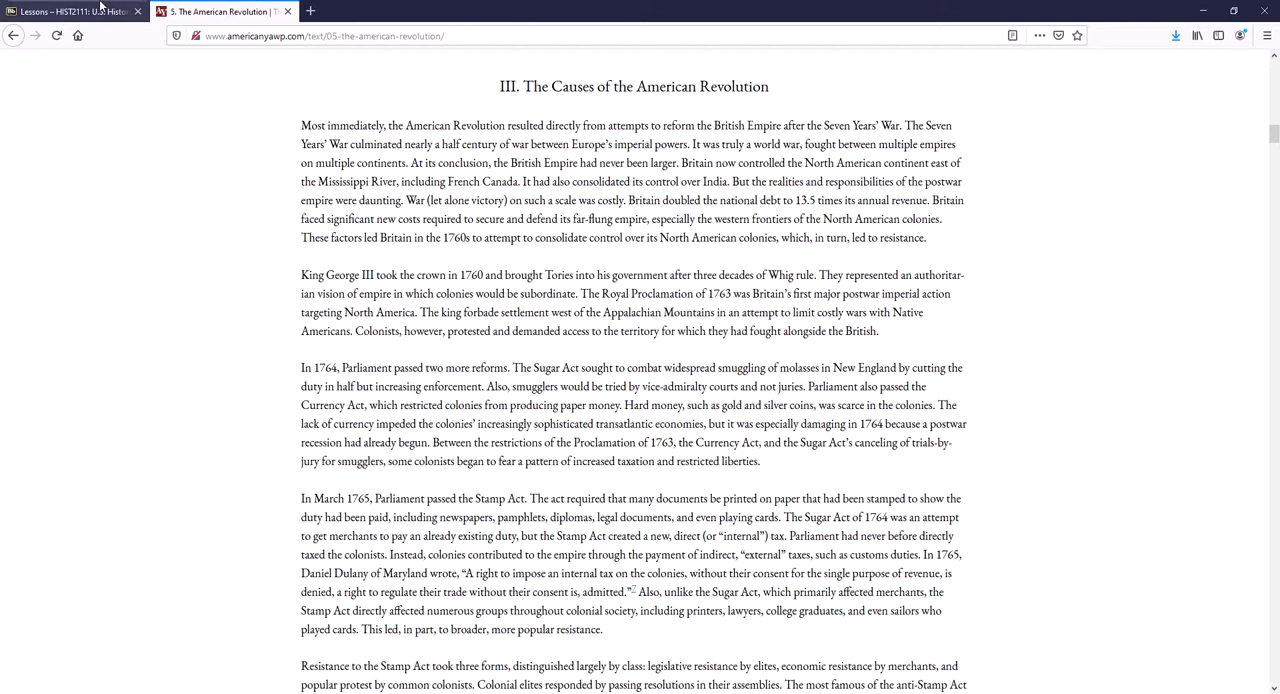 Lessons – HIST2111: U.S. Histor
5. The American Revolution | T
www.americanyawp.com/text/05-the-american-revolution/
III. The Causes of the American Revolution
Most immediately, the American Revolution resulted directly from attempts to reform the British Empire after the Seven Years’ War. The Seven
Years’ War culminated nearly a half century of war between Europe’s imperial powers. It was truly a world war, fought between multiple empires
on multiple continents. At its conclusion, the British Empire had never been larger. Britain now controlled the North American continent east of
the Mississippi River, including French Canada. It had also consolidated its control over India. But the realities and responsibilities of the postwar
empire were daunting. War (let alone victory) on such a scale was costly. Britain doubled the national debt to 13.5 times its annual revenue. Britain
faced significant new costs required to secure and defend its far-flung empire, especially the western frontiers of the North American colonies.
These factors led Britain in the 1760s to attempt to consolidate control over its North American colonies, which, in turn, led to resistance.
King George III took the crown in 1760 and brought Tories into his government after three decades of Whig rule. They represented an authoritar-
ian vision of empire in which colonies would be subordinate. The Royal Proclamation of 1763 was Britain’s first major postwar imperial action
targeting North America. The king forbade settlement west of the Appalachian Mountains in an attempt to limit costly wars with Native
Americans. Colonists, however, protested and demanded access to the territory for which they had fought alongside the British.
In 1764, Parliament passed two more reforms. The Sugar Act sought to combat widespread smuggling of molasses in New England by cutting the
duty in half but increasing enforcement. Also, smugglers would be tried by vice-admiralty courts and not juries. Parliament also passed the
Currency Act, which restricted colonies from producing paper money. Hard money, such as gold and silver coins, was scarce in the colonies. The
lack of currency impeded the colonies’ increasingly sophisticated transatlantic economies, but it was especially damaging in 1764 because a postwar
recession had already begun. Between the restrictions of the Proclamation of 1763, the Currency Act, and the Sugar Act’s canceling of trials-by-
jury for smugglers, some colonists began to fear a pattern of increased taxation and restricted liberties.
In March 1765, Parliament passed the Stamp Act. The act required that many documents be printed on paper that had been stamped to show the
duty had been paid, including newspapers, pamphlets, diplomas, legal documents, and even playing cards. The Sugar Act of 1764 was an attempt
to get merchants to pay an already existing duty, but the Stamp Act created a new, direct (or “internal”) tax. Parliament had never before directly
taxed the colonists. Instead, colonies contributed to the empire through the payment of indirect, “external” taxes, such as customs duties. In 1765,
Daniel Dulany of Maryland wrote, “A right to impose an internal tax on the colonies, without their consent for the single purpose of revenue, is
denied, a right to regulate their trade without their consent is, admitted.”7 Also, unlike the Sugar Act, which primarily affected merchants, the
Stamp Act directly affected numerous groups throughout colonial society, including printers, lawyers, college graduates, and even sailors who
played cards. This led, in part, to broader, more popular resistance.
Resistance to the Stamp Act took three forms, distinguished largely by class: legislative resistance by elites, economic resistance by merchants, and
popular protest by common colonists. Colonial elites responded by passing resolutions in their assemblies. The most famous of the anti-Stamp Act